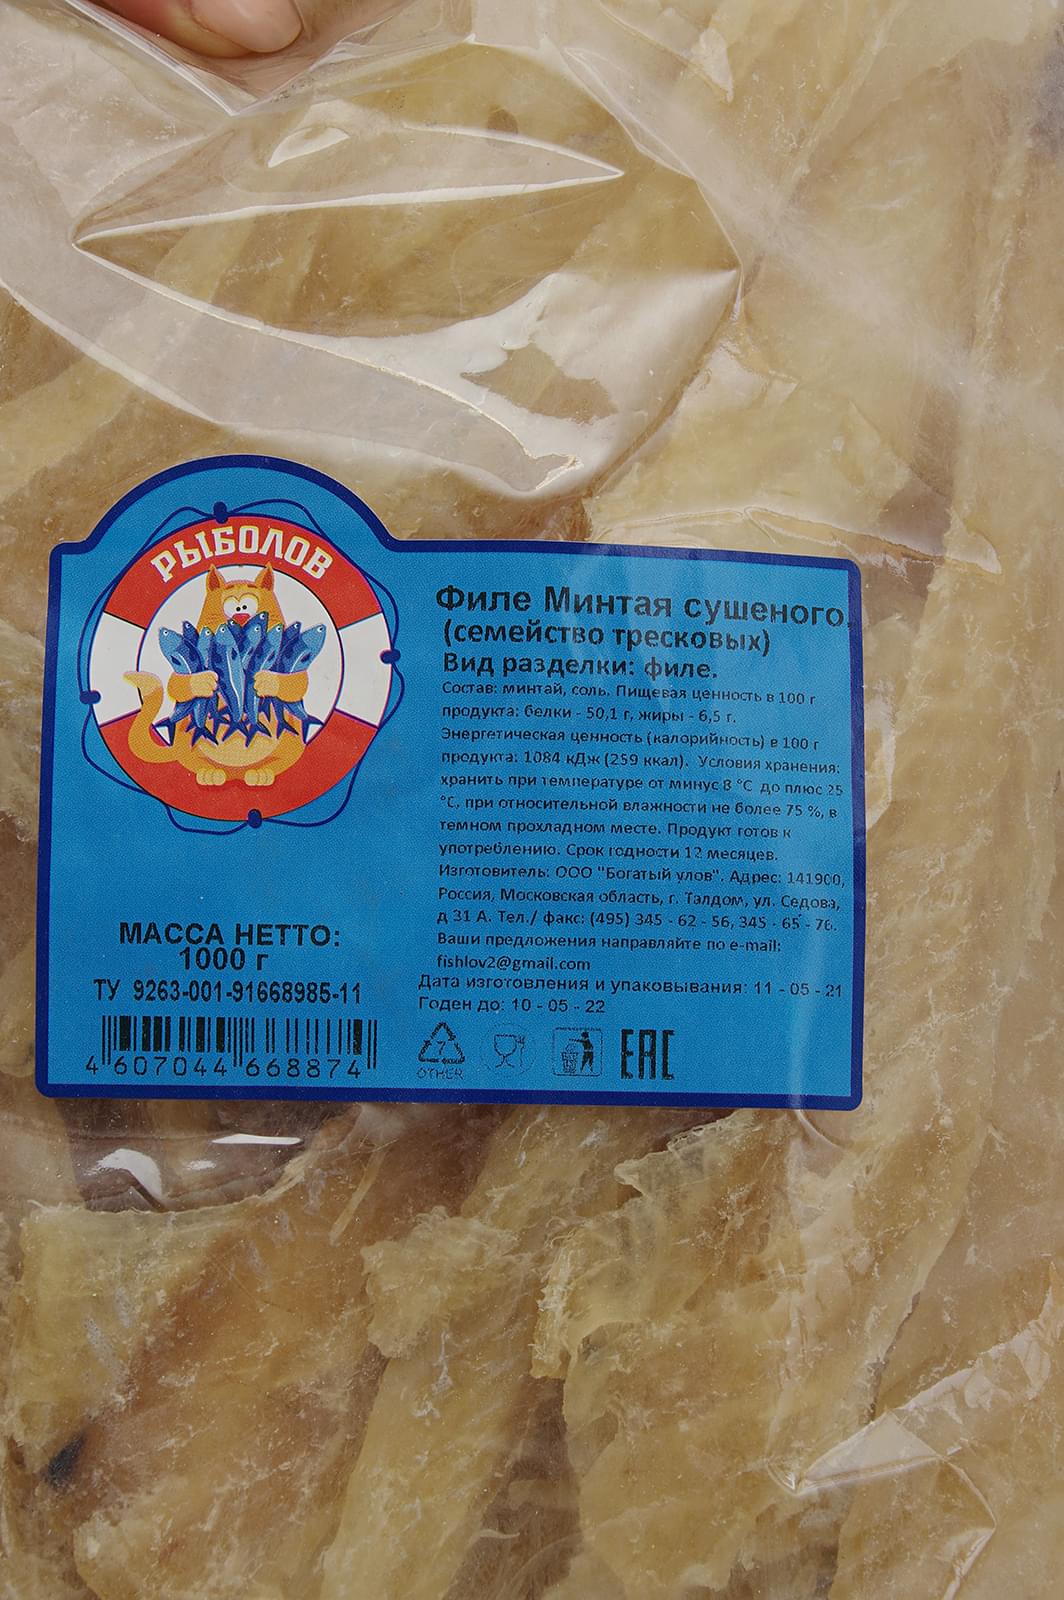 РЫБОЛОВ
Филе Минтая сушеного,
(семейство тресковых)
Вид разделки: филе.
Состав: минтай, соль. Пищевая ценность в 100 г
продукта: белки - 50,1 г, жиры - 6,5 г.
Энергетическая ценность (калорийность) в 100 г
продукта: 1084 кДж (259 ккал). Условия хранения:
хранить при температуре от минус 8 °С до плюс 25
°С, при относительной влажности не более 75 %, в
темном прохладном месте. Продукт готов к
употреблению. Срок годности 12 месяцев.
Изготовитель: ООО "Богатый улов". Адрес: 141900,
Россия, Московская область, г. Талдом, ул. Седова,
д 31 А. Тел./ факс: (495) 345 - 62 - 56, 345 - 65 - 76.
Ваши предложения направляйте по e-mail:
fishlov2@gmail.com
Дата изготовления и упаковывания: 11 - 05 - 21
Годен до: 10 - 05 - 22
МАССА НЕТТО:
1000 г
ТУ 9263-001-91668985-11
4 607044 668874
7
OTHER
EAC